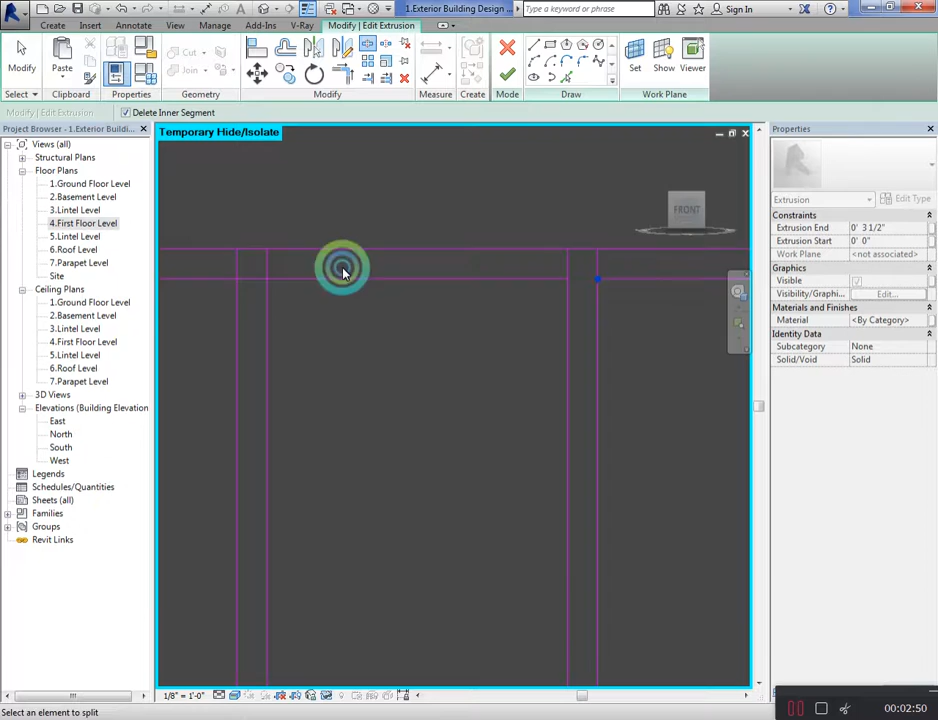 1.Exterior Building Design ...
Type a keyword or phrase
Sign In
Home
Insert
Annotate
View
Manage
Add-Ins
V-Ray
Modify | Edit Extrusion
Modify
Paste
Cut
Join
Set
Show
Viewer
Select
Clipboard
Properties
Geometry
Modify
Measure
Create
Mode
Draw
Work Plane
Modify | Edit Extrusion
Delete Inner Segment
Project Browser - 1.Exterior Buildi...
Views (all)
Structural Plans
Floor Plans
1.Ground Floor Level
2.Basement Level
3.Lintel Level
4.First Floor Level
5.Lintel Level
6.Roof Level
7.Parapet Level
Site
Ceiling Plans
1.Ground Floor Level
2.Basement Level
3.Lintel Level
4.First Floor Level
5.Lintel Level
6.Roof Level
7.Parapet Level
3D Views
Elevations (Building Elevation
East
North
South
West
Legends
Schedules/Quantities
Sheets (all)
Families
Groups
Revit Links
Temporary Hide/Isolate
FRONT
Properties
Extrusion
Edit Type
Constraints
Extrusion End
0' 3 1/2"
Extrusion Start
0' 0"
Work Plane
<not associated>
Graphics
Visible
Visibility/Graphi...
Edit...
Materials and Finishes
Material
<By Category>
Identity Data
Subcategory
None
Solid/Void
Solid
1/8" = 1'-0"
Select an element to split
00:02:50